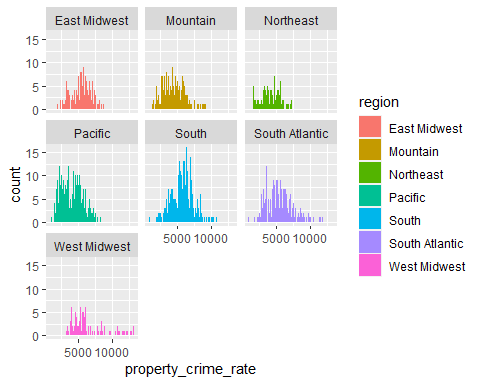 East Midwest Mountain Northeast
15
10
5
0
region
East Midwest
Mountain
Northeast
Pacific
South
South Atlantic
West Midwest
count
Pacific South South Atlantic
15
10
5
0
5000 10000 5000 10000
West Midwest
15
10
5
0
5000 10000
property_crime_rate